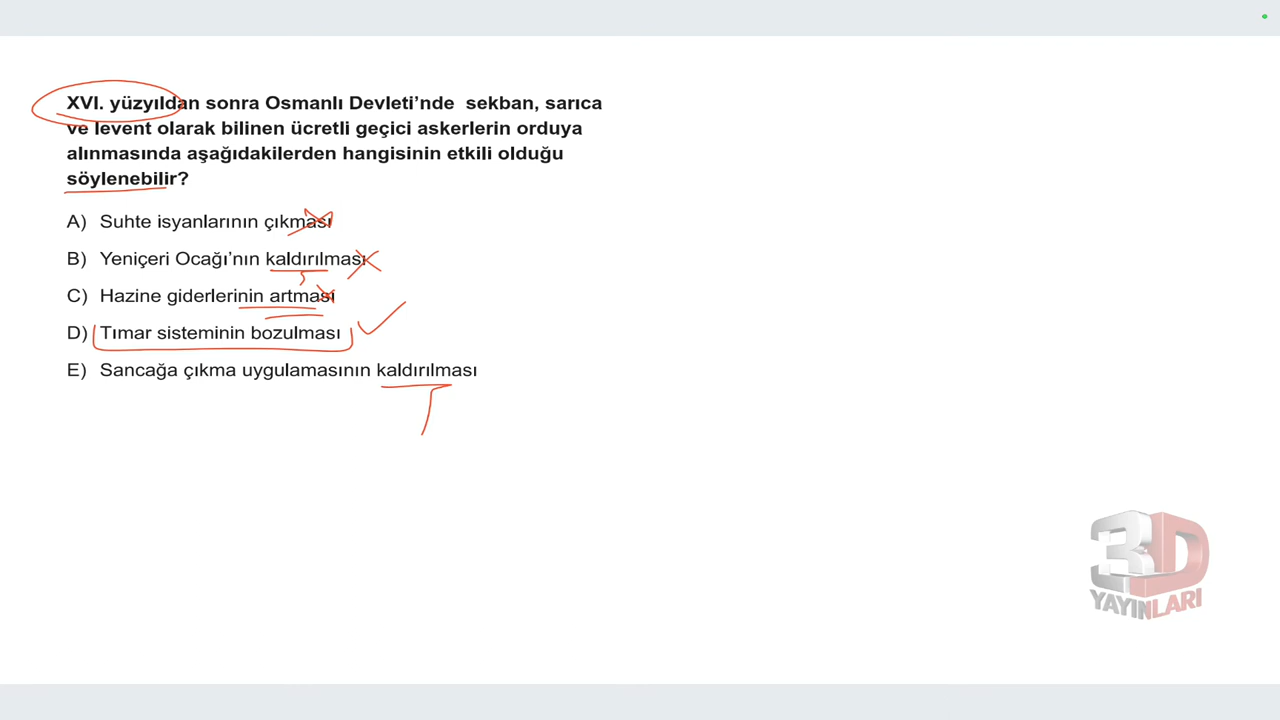 XVI. yüzyıldan sonra Osmanlı Devleti’nde sekban, sarıca
ve levent olarak bilinen ücretli geçici askerlerin orduya
alınmasında aşağıdakilerden hangisinin etkili olduğu
söylenebilir?
A) Suhte isyanlarının çıkması
B) Yeniçeri Ocağı’nın kaldırılması
C) Hazine giderlerinin artması
D) Tımar sisteminin bozulması
E) Sancağa çıkma uygulamasının kaldırılması
3D
YAYINLARI